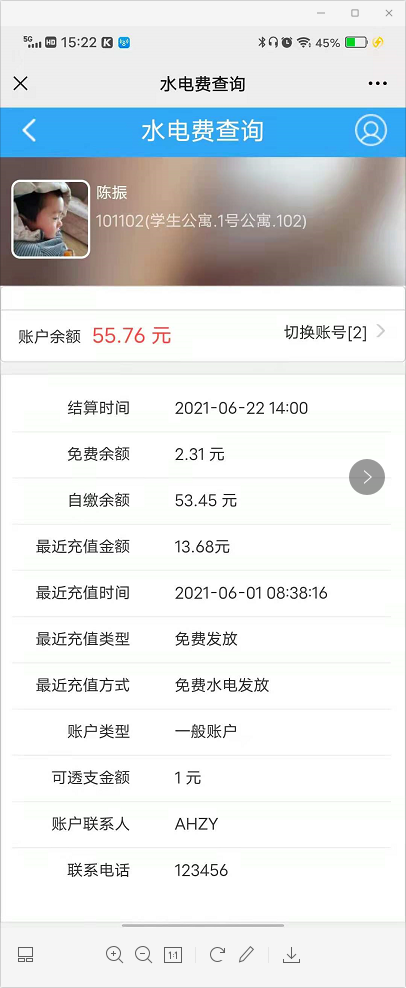 5G HD 15:22 K 45%
水电费查询
水电费查询
陈振
101102(学生公寓.1号公寓.102)
账户余额 55.76 元 切换账号[2]
结算时间 2021-06-22 14:00
免费余额 2.31 元
自缴余额 53.45 元
最近充值金额 13.68元
最近充值时间 2021-06-01 08:38:16
最近充值类型 免费发放
最近充值方式 免费水电发放
账户类型 一般账户
可透支金额 1 元
账户联系人 AHZY
联系电话 123456
1:1